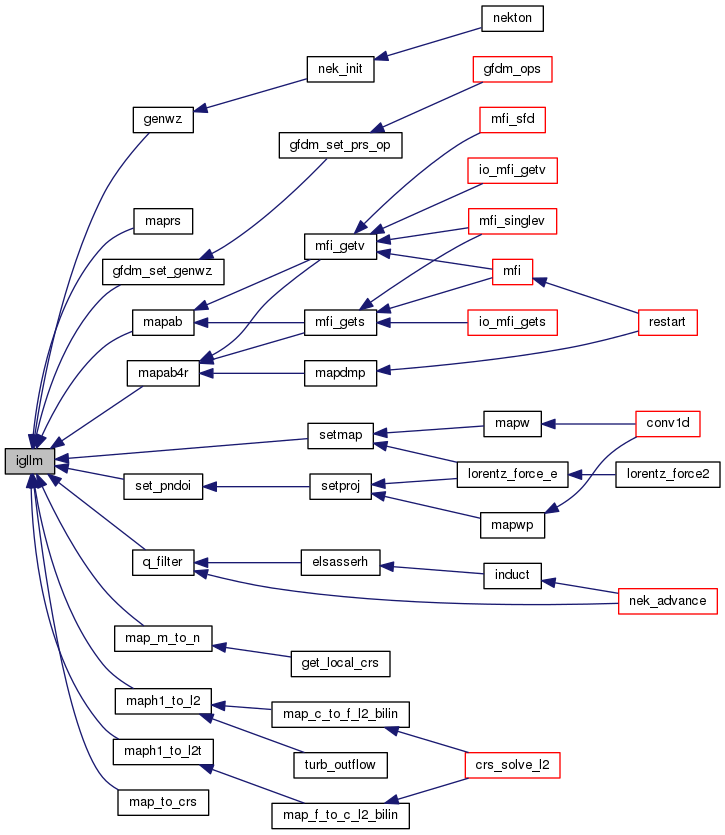 nekton
nek_init
gfdm_ops
genwz
mfi_sfd
gfdm_set_prs_op
io_mfi_getv
maprs
mfi_singlev
mfi_getv
gfdm_set_genwz
mfi
mapab
mfi_gets
io_mfi_gets
restart
mapab4r
mapdmp
setmap
mapw
conv1d
igllm
lorentz_force_e
lorentz_force2
set_pndoi
setproj
mapwp
q_filter
elsasserh
induct
nek_advance
map_m_to_n
get_local_crs
maph1_to_l2
map_c_to_f_l2_bilin
maph1_to_l2t
turb_outflow
crs_solve_l2
map_to_crs
map_f_to_c_l2_bilin